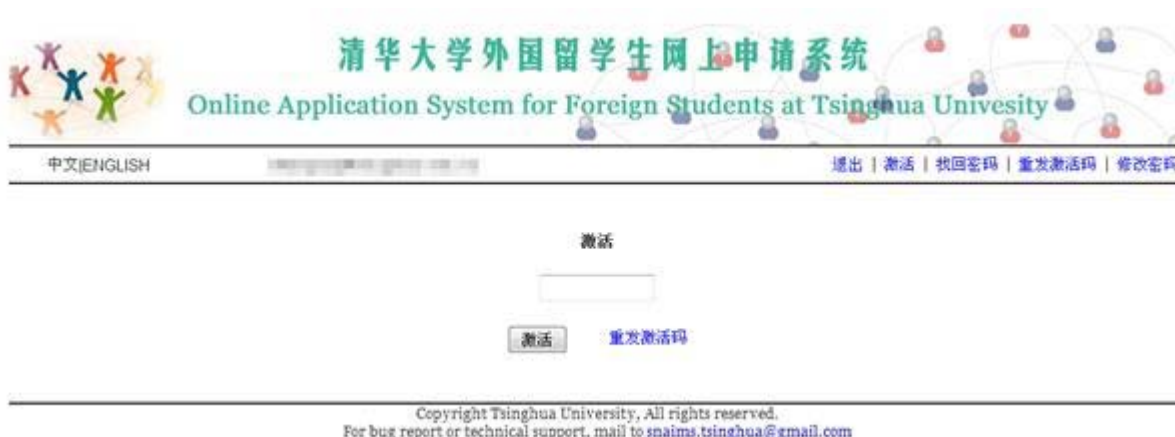 清华大学外国留学生网上申请系统
Online Application System for Foreign Students at Tsinghua Univesity
中文|ENGLISH 退出 | 激活 | 找回密码 | 重发激活码 | 修改密码
激活
激活 重发激活码
Copyright Tsinghua University, All rights reserved.
For bug report or technical support, mail to snaims.tsinghua@gmail.com